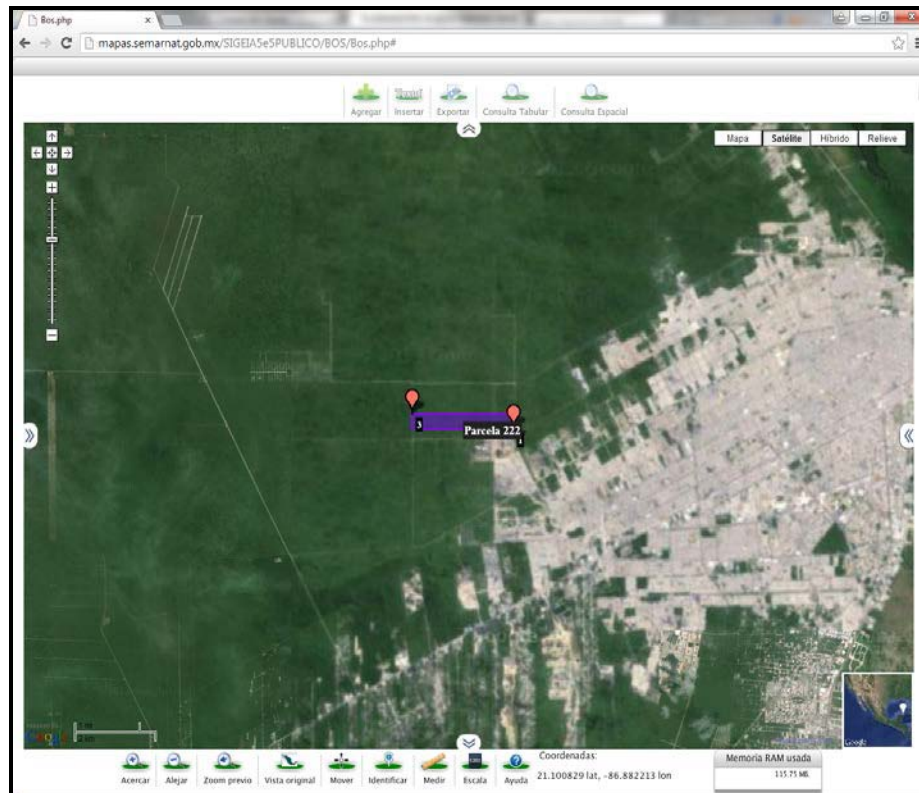 Bos.php
mapas.semarnat.gob.mx/SIGEIA5e5PUBLICO/BOS/Bos.php#
Agregar Insertar Exportar Consulta Tabular Consulta Espacial
Mapa Satélite Híbrido Relieve
3
Parcela 222
1
Google
Google
Acercar Alejar Zoom previo Vista original Mover Identificar Medir Escala Ayuda
Coordenadas:
21.100829 lat, -86.882213 lon
Memoria RAM usada
115.75 MB.